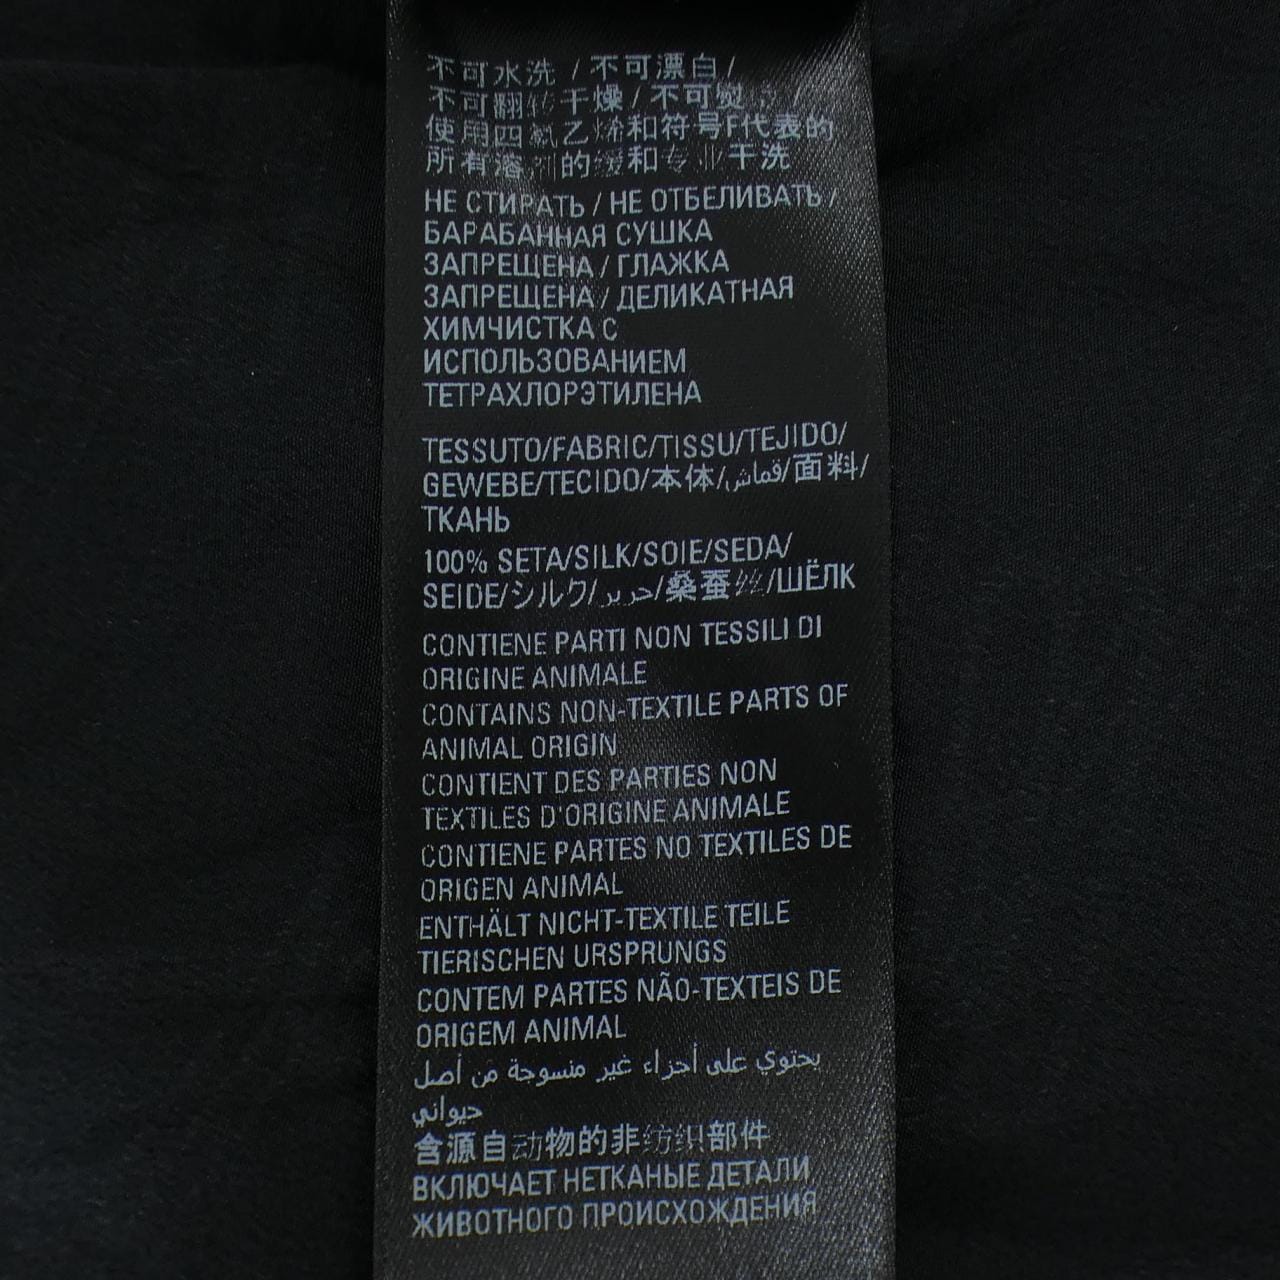 不可水洗 / 不可漂白 /
不可翻转干燥 / 不可熨烫 /
使用四氯乙烯和符号F代表的
所有溶剂的缓和专业干洗
НЕ СТИРАТЬ / НЕ ОТБЕЛИВАТЬ /
БАРАБАННАЯ СУШКА
ЗАПРЕЩЕНА / ГЛАЖКА
ЗАПРЕЩЕНА / ДЕЛИКАТНАЯ
ХИМЧИСТКА С
ИСПОЛЬЗОВАНИЕМ
ТЕТРАХЛОРЭТИЛЕНА
TESSUTO/FABRIC/TISSU/TEJIDO/
GEWEBE/TECIDO/本体/قماش/面料/
ТКАНЬ
100% SETA/SILK/SOIE/SEDA/
SEIDE/シルク/حرير/桑蚕丝/ШЁЛК
CONTIENE PARTI NON TESSILI DI
ORIGINE ANIMALE
CONTAINS NON-TEXTILE PARTS OF
ANIMAL ORIGIN
CONTIENT DES PARTIES NON
TEXTILES D'ORIGINE ANIMALE
CONTIENE PARTES NO TEXTILES DE
ORIGEN ANIMAL
ENTHÄLT NICHT-TEXTILE TEILE
TIERISCHEN URSPRUNGS
CONTEM PARTES NÃO-TEXTEIS DE
ORIGEM ANIMAL
يحتوي على أجزاء غير منسوجة من أصل
حيواني
含源自动物的非纺织部件
ВКЛЮЧАЕТ НЕТКАНЫЕ ДЕТАЛИ
ЖИВОТНОГО ПРОИСХОЖДЕНИЯ